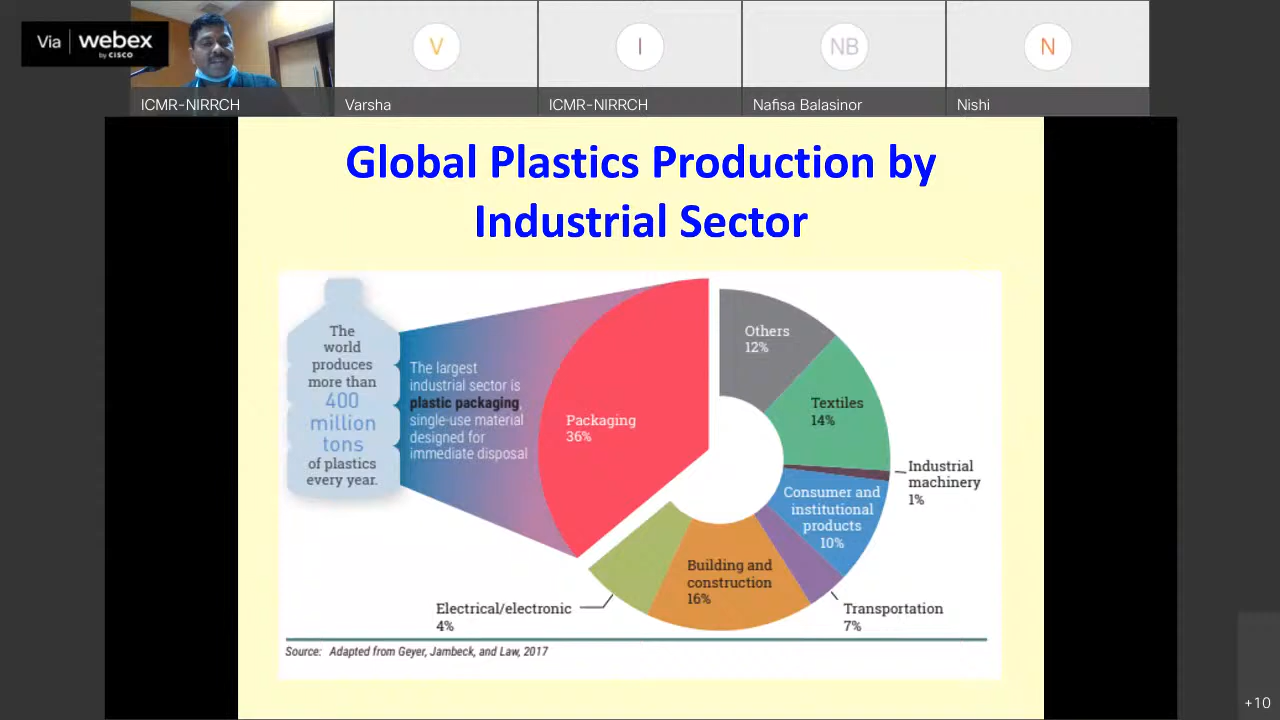 Via webex
by CISCO
V
I
NB
N
ICMR-NIRRCH
Varsha
ICMR-NIRRCH
Nafisa Balasinor
Nishi
Global Plastics Production by
Industrial Sector
The
world
produces
more than
400
million
tons
of plastics
every year.
The largest
industrial sector is
plastic packaging,
single-use material
designed for
immediate disposal
Packaging
36%
Others
12%
Textiles
14%
Industrial
machinery
1%
Consumer and
institutional
products
10%
Transportation
7%
Building and
construction
16%
Electrical/electronic
4%
Source: Adapted from Geyer, Jambeck, and Law, 2017
+10